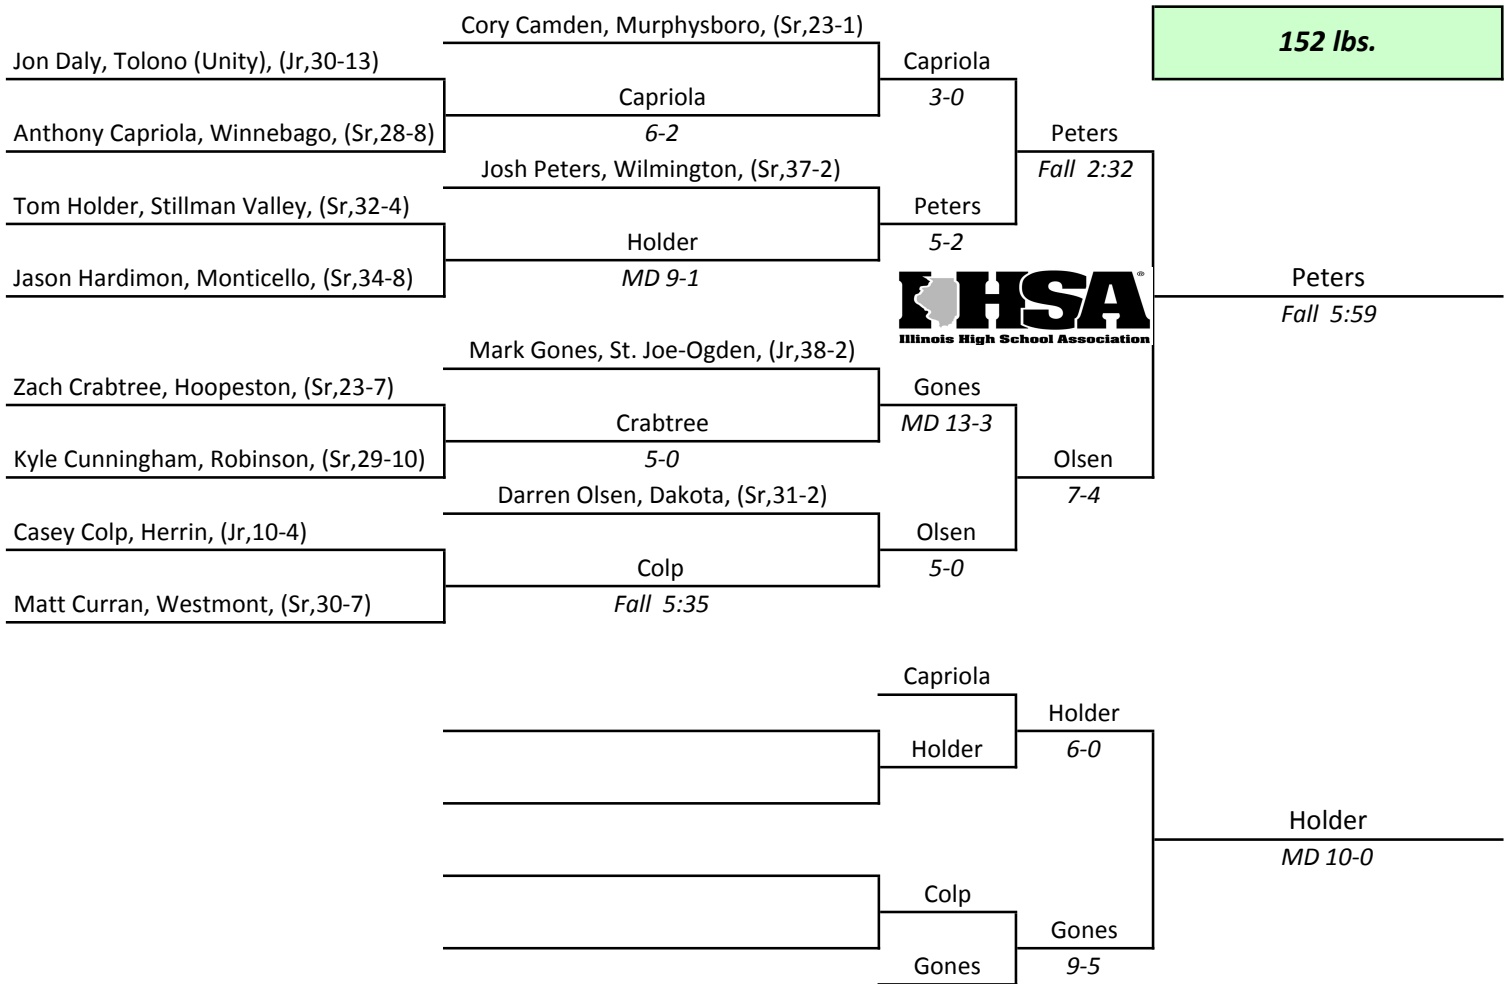 Cory Camden, Murphysboro, (Sr,23-1)
152 lbs.
Jon Daly, Tolono (Unity), (Jr,30-13)
Capriola
Capriola
3-0
Anthony Capriola, Winnebago, (Sr,28-8)
6-2
Peters
Josh Peters, Wilmington, (Sr,37-2)
Fall 2:32
Tom Holder, Stillman Valley, (Sr,32-4)
Peters
Holder
5-2
Jason Hardimon, Monticello, (Sr,34-8)
MD 9-1
IHSA®
Illinois High School Association
Peters
Fall 5:59
Mark Gones, St. Joe-Ogden, (Jr,38-2)
Zach Crabtree, Hoopeston, (Sr,23-7)
Gones
Crabtree
MD 13-3
Kyle Cunningham, Robinson, (Sr,29-10)
5-0
Olsen
Darren Olsen, Dakota, (Sr,31-2)
7-4
Casey Colp, Herrin, (Jr,10-4)
Olsen
Colp
5-0
Matt Curran, Westmont, (Sr,30-7)
Fall 5:35
Capriola
Holder
Holder
6-0
Holder
MD 10-0
Colp
Gones
Gones
9-5